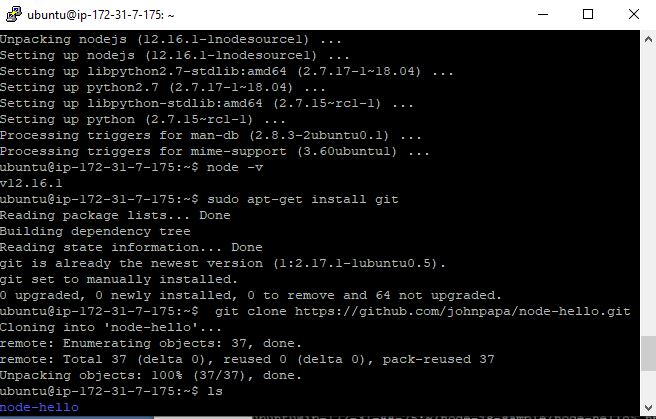 ubuntu@ip-172-31-7-175: ~
Unpacking nodejs (12.16.1-1nodesource1) ...
Setting up nodejs (12.16.1-1nodesource1) ...
Setting up libpython2.7-stdlib:amd64 (2.7.17-1~18.04) ...
Setting up python2.7 (2.7.17-1~18.04) ...
Setting up libpython-stdlib:amd64 (2.7.15~rc1-1) ...
Setting up python (2.7.15~rc1-1) ...
Processing triggers for man-db (2.8.3-2ubuntu0.1) ...
Processing triggers for mime-support (3.60ubuntu1) ...
ubuntu@ip-172-31-7-175:~$ node -v
v12.16.1
ubuntu@ip-172-31-7-175:~$ sudo apt-get install git
Reading package lists... Done
Building dependency tree
Reading state information... Done
git is already the newest version (1:2.17.1-1ubuntu0.5).
git set to manually installed.
0 upgraded, 0 newly installed, 0 to remove and 64 not upgraded.
ubuntu@ip-172-31-7-175:~$  git clone https://github.com/johnpapa/node-hello.git
Cloning into 'node-hello'...
remote: Enumerating objects: 37, done.
remote: Total 37 (delta 0), reused 0 (delta 0), pack-reused 37
Unpacking objects: 100% (37/37), done.
ubuntu@ip-172-31-7-175:~$ ls
node-hello